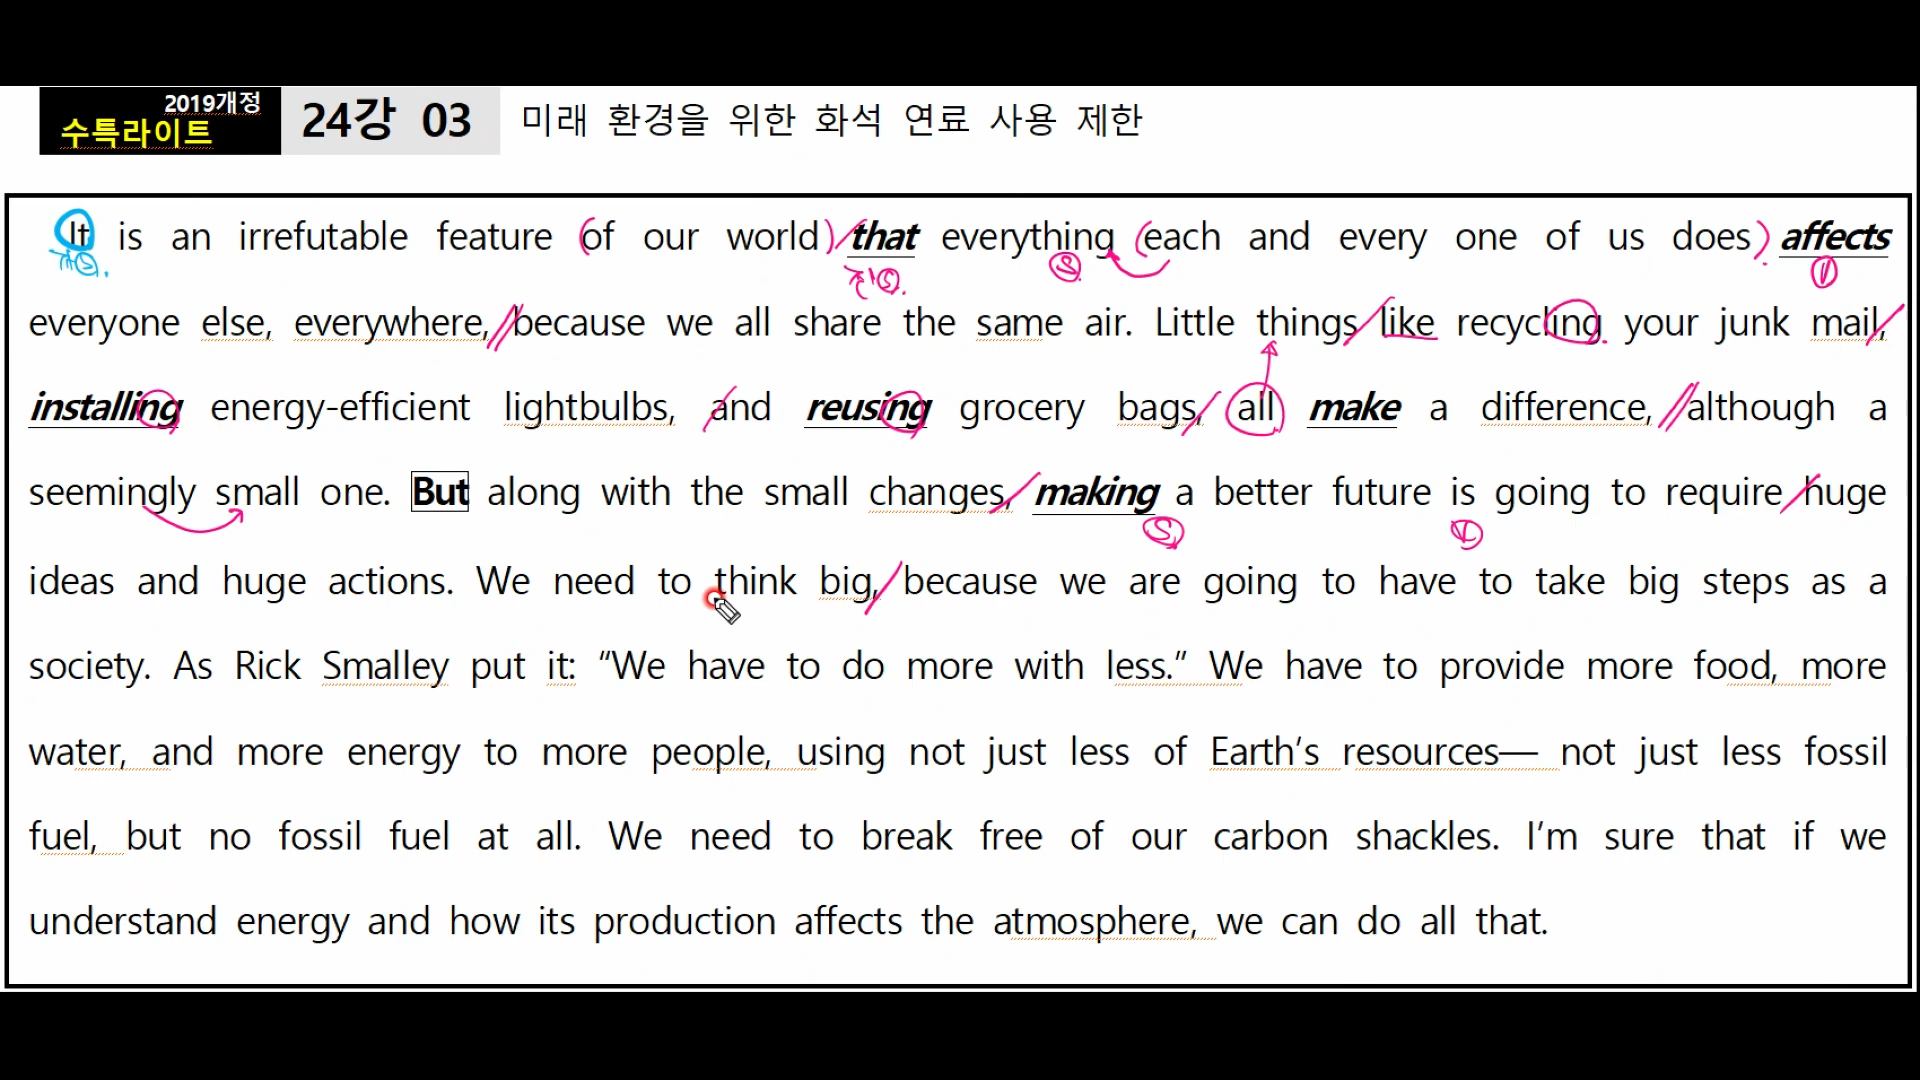 2019개정
수특라이트
24강 03
미래 환경을 위한 화석 연료 사용 제한
It is an irrefutable feature of our world that everything each and every one of us does affects
everyone else, everywhere, because we all share the same air. Little things like recycling your junk mail,
installing energy-efficient lightbulbs, and reusing grocery bags, all make a difference, although a
seemingly small one. But along with the small changes, making a better future is going to require huge
ideas and huge actions. We need to think big, because we are going to have to take big steps as a
society. As Rick Smalley put it: “We have to do more with less.” We have to provide more food, more
water, and more energy to more people, using not just less of Earth’s resources— not just less fossil
fuel, but no fossil fuel at all. We need to break free of our carbon shackles. I’m sure that if we
understand energy and how its production affects the atmosphere, we can do all that.